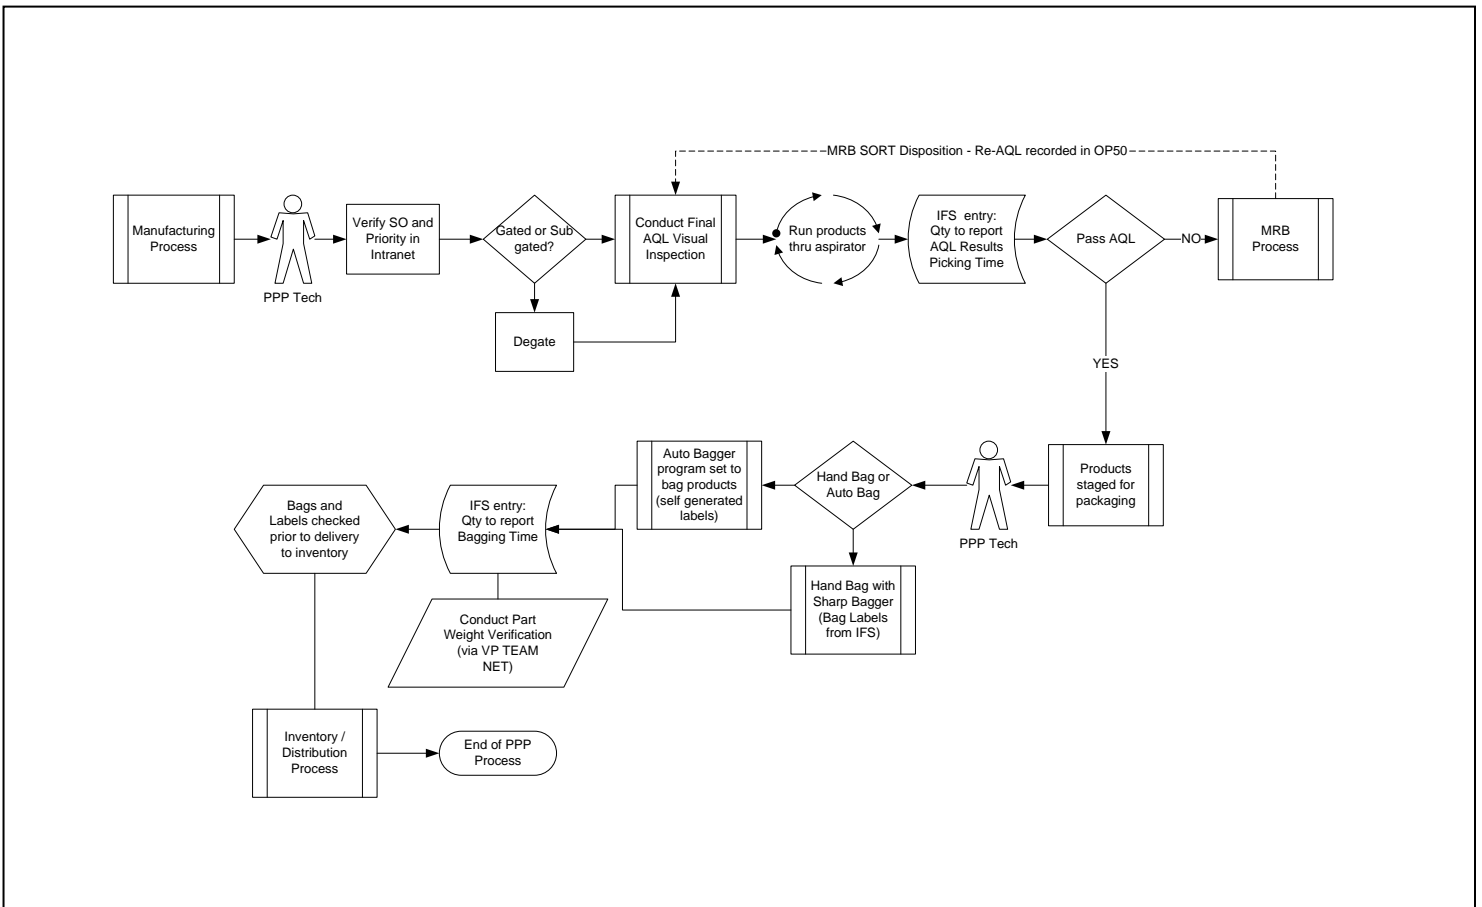 MRB SORT Disposition - Re-AQL recorded in OP50
Manufacturing
Process
PPP Tech
Verify SO and
Priority in
Intranet
Gated or Sub
gated?
Degate
Conduct Final
AQL Visual
Inspection
Run products
thru aspirator
IFS entry:
Qty to report
AQL Results
Picking Time
Pass AQL
NO
MRB
Process
YES
Products
staged for
packaging
PPP Tech
Hand Bag or
Auto Bag
Auto Bagger
program set to
bag products
(self generated
labels)
Hand Bag with
Sharp Bagger
(Bag Labels
from IFS)
IFS entry:
Qty to report
Bagging Time
Conduct Part
Weight Verification
(via VP TEAM
NET)
Bags and
Labels checked
prior to delivery
to inventory
Inventory /
Distribution
Process
End of PPP
Process